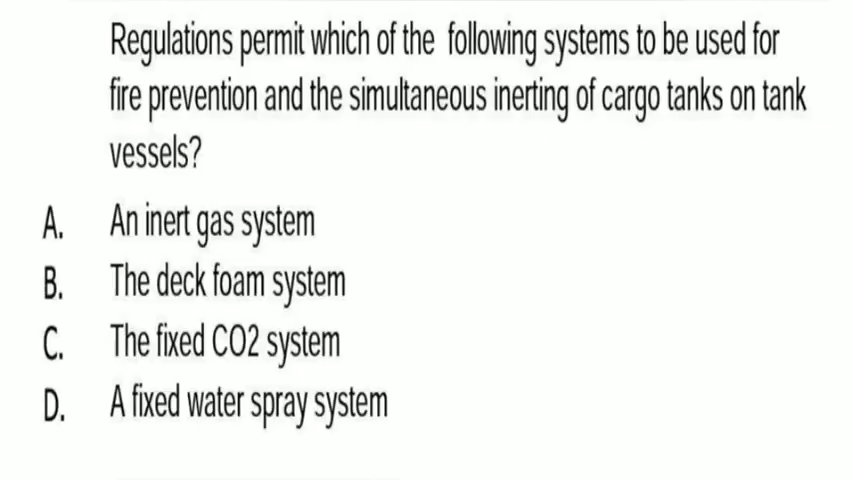 Regulations permit which of the following systems to be used for
fire prevention and the simultaneous inerting of cargo tanks on tank
vessels?
A. An inert gas system
B. The deck foam system
C. The fixed CO2 system
D. A fixed water spray system